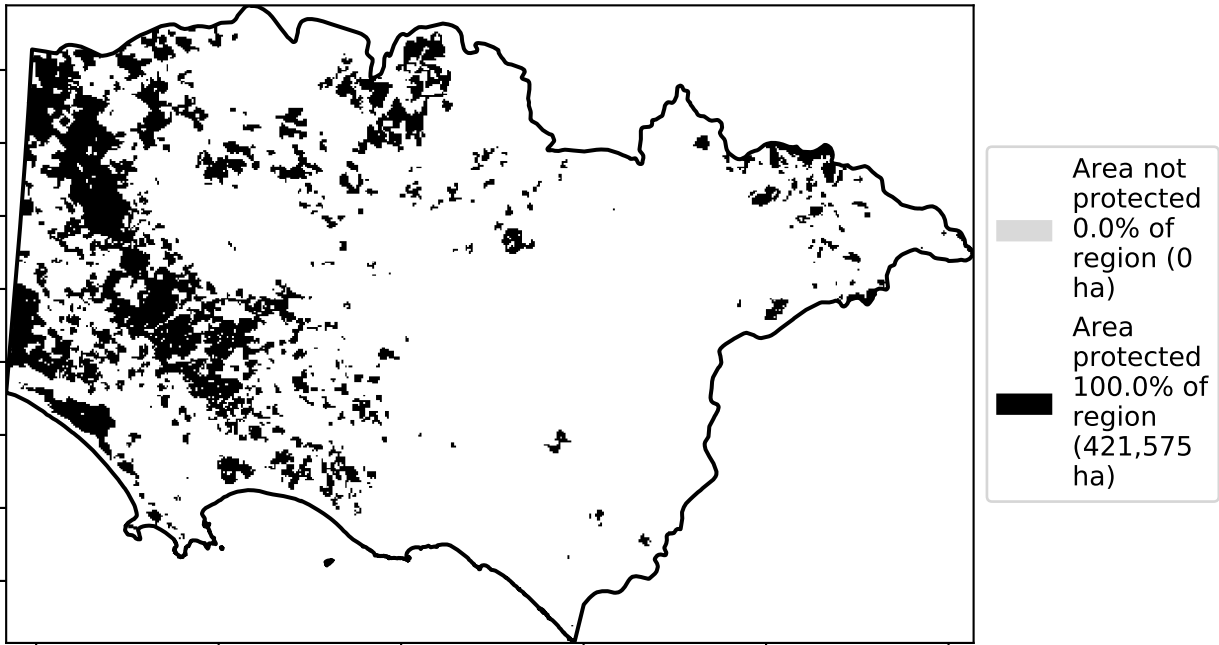 Area not
protected
0.0% of
region (0
ha)
Area
protected
100.0% of
region
(421,575
ha)